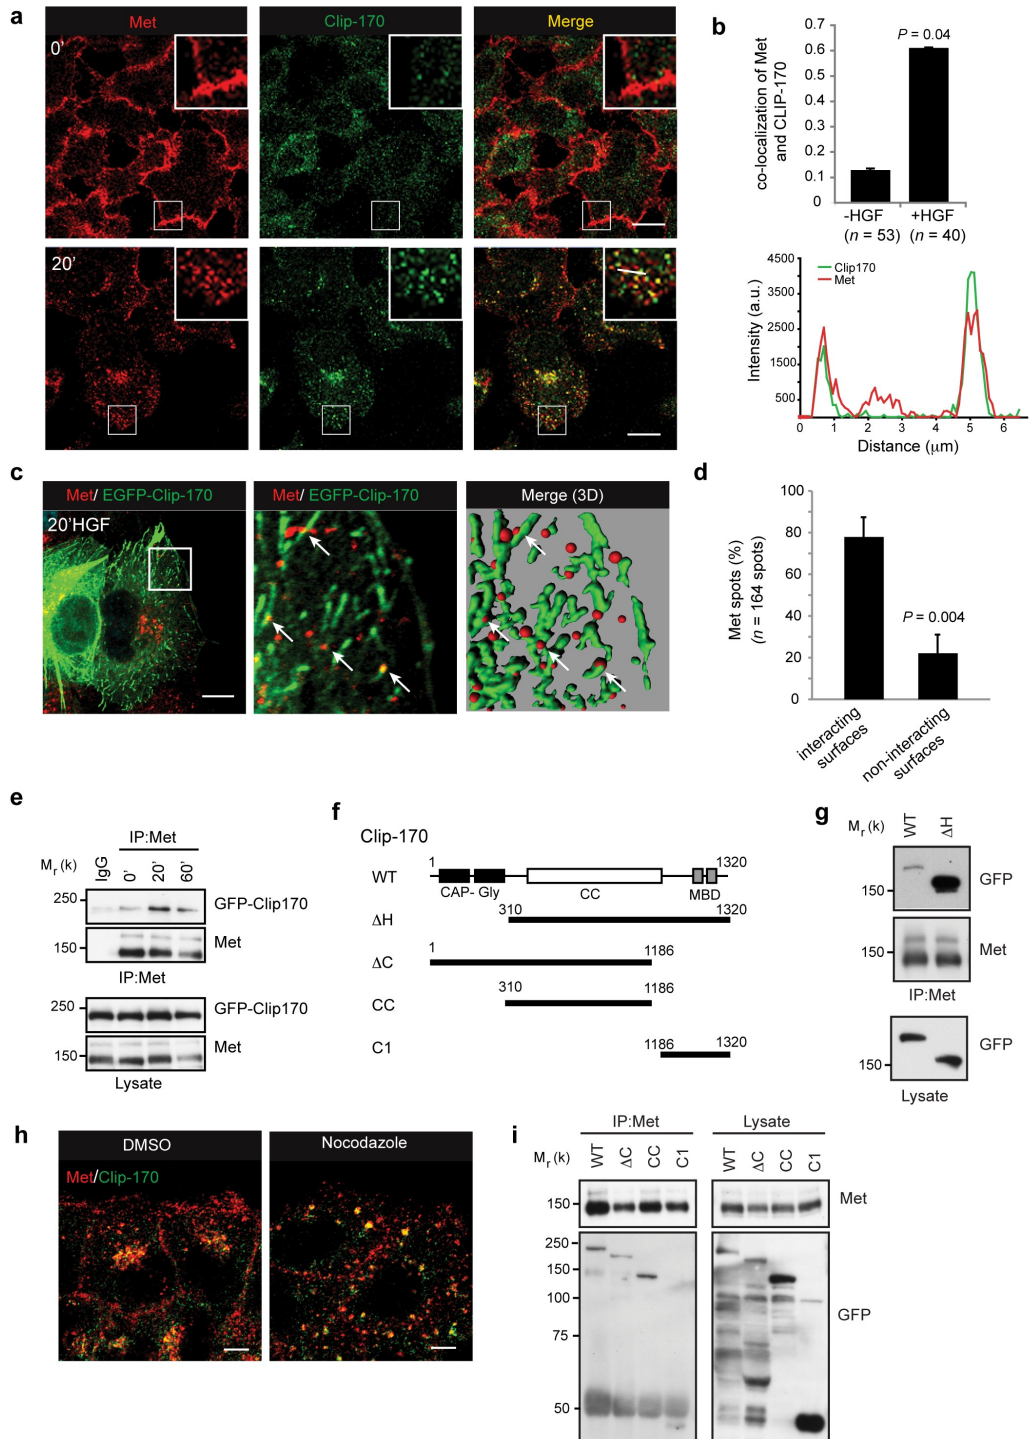 a
Met
Clip-170
Merge
0'
20'
b
co-localization of Met
and CLIP-170
0.7
0.6
0.5
0.4
0.3
0.2
0.1
0
P = 0.04
-HGF
+HGF
(n = 53)
(n = 40)
Intensity (a.u.)
4500
3500
2500
1500
500
Clip170
Met
0 1 2 3 4 5 6
Distance (μm)
c
Met/ EGFP-Clip-170
Met/ EGFP-Clip-170
Merge (3D)
20'HGF
d
Met spots (%)
(n = 164 spots)
100
80
60
40
20
0
P = 0.004
interacting
surfaces
non-interacting
surfaces
e
IP:Met
Mr (k)
IgG
0'
20'
60'
250
GFP-Clip170
150
Met
IP:Met
250
GFP-Clip170
150
Met
Lysate
f
Clip-170
1
1320
WT
CAP- Gly
CC
MBD
310
1320
ΔH
1
1186
ΔC
310
1186
CC
1186
1320
C1
g
Mr (k)
WT
ΔH
150
GFP
150
Met
IP:Met
150
GFP
Lysate
h
DMSO
Nocodazole
Met/Clip-170
i
IP:Met
Lysate
Mr (k)
WT
ΔC
CC
C1
WT
ΔC
CC
C1
150
Met
250
150
100
75
50
GFP